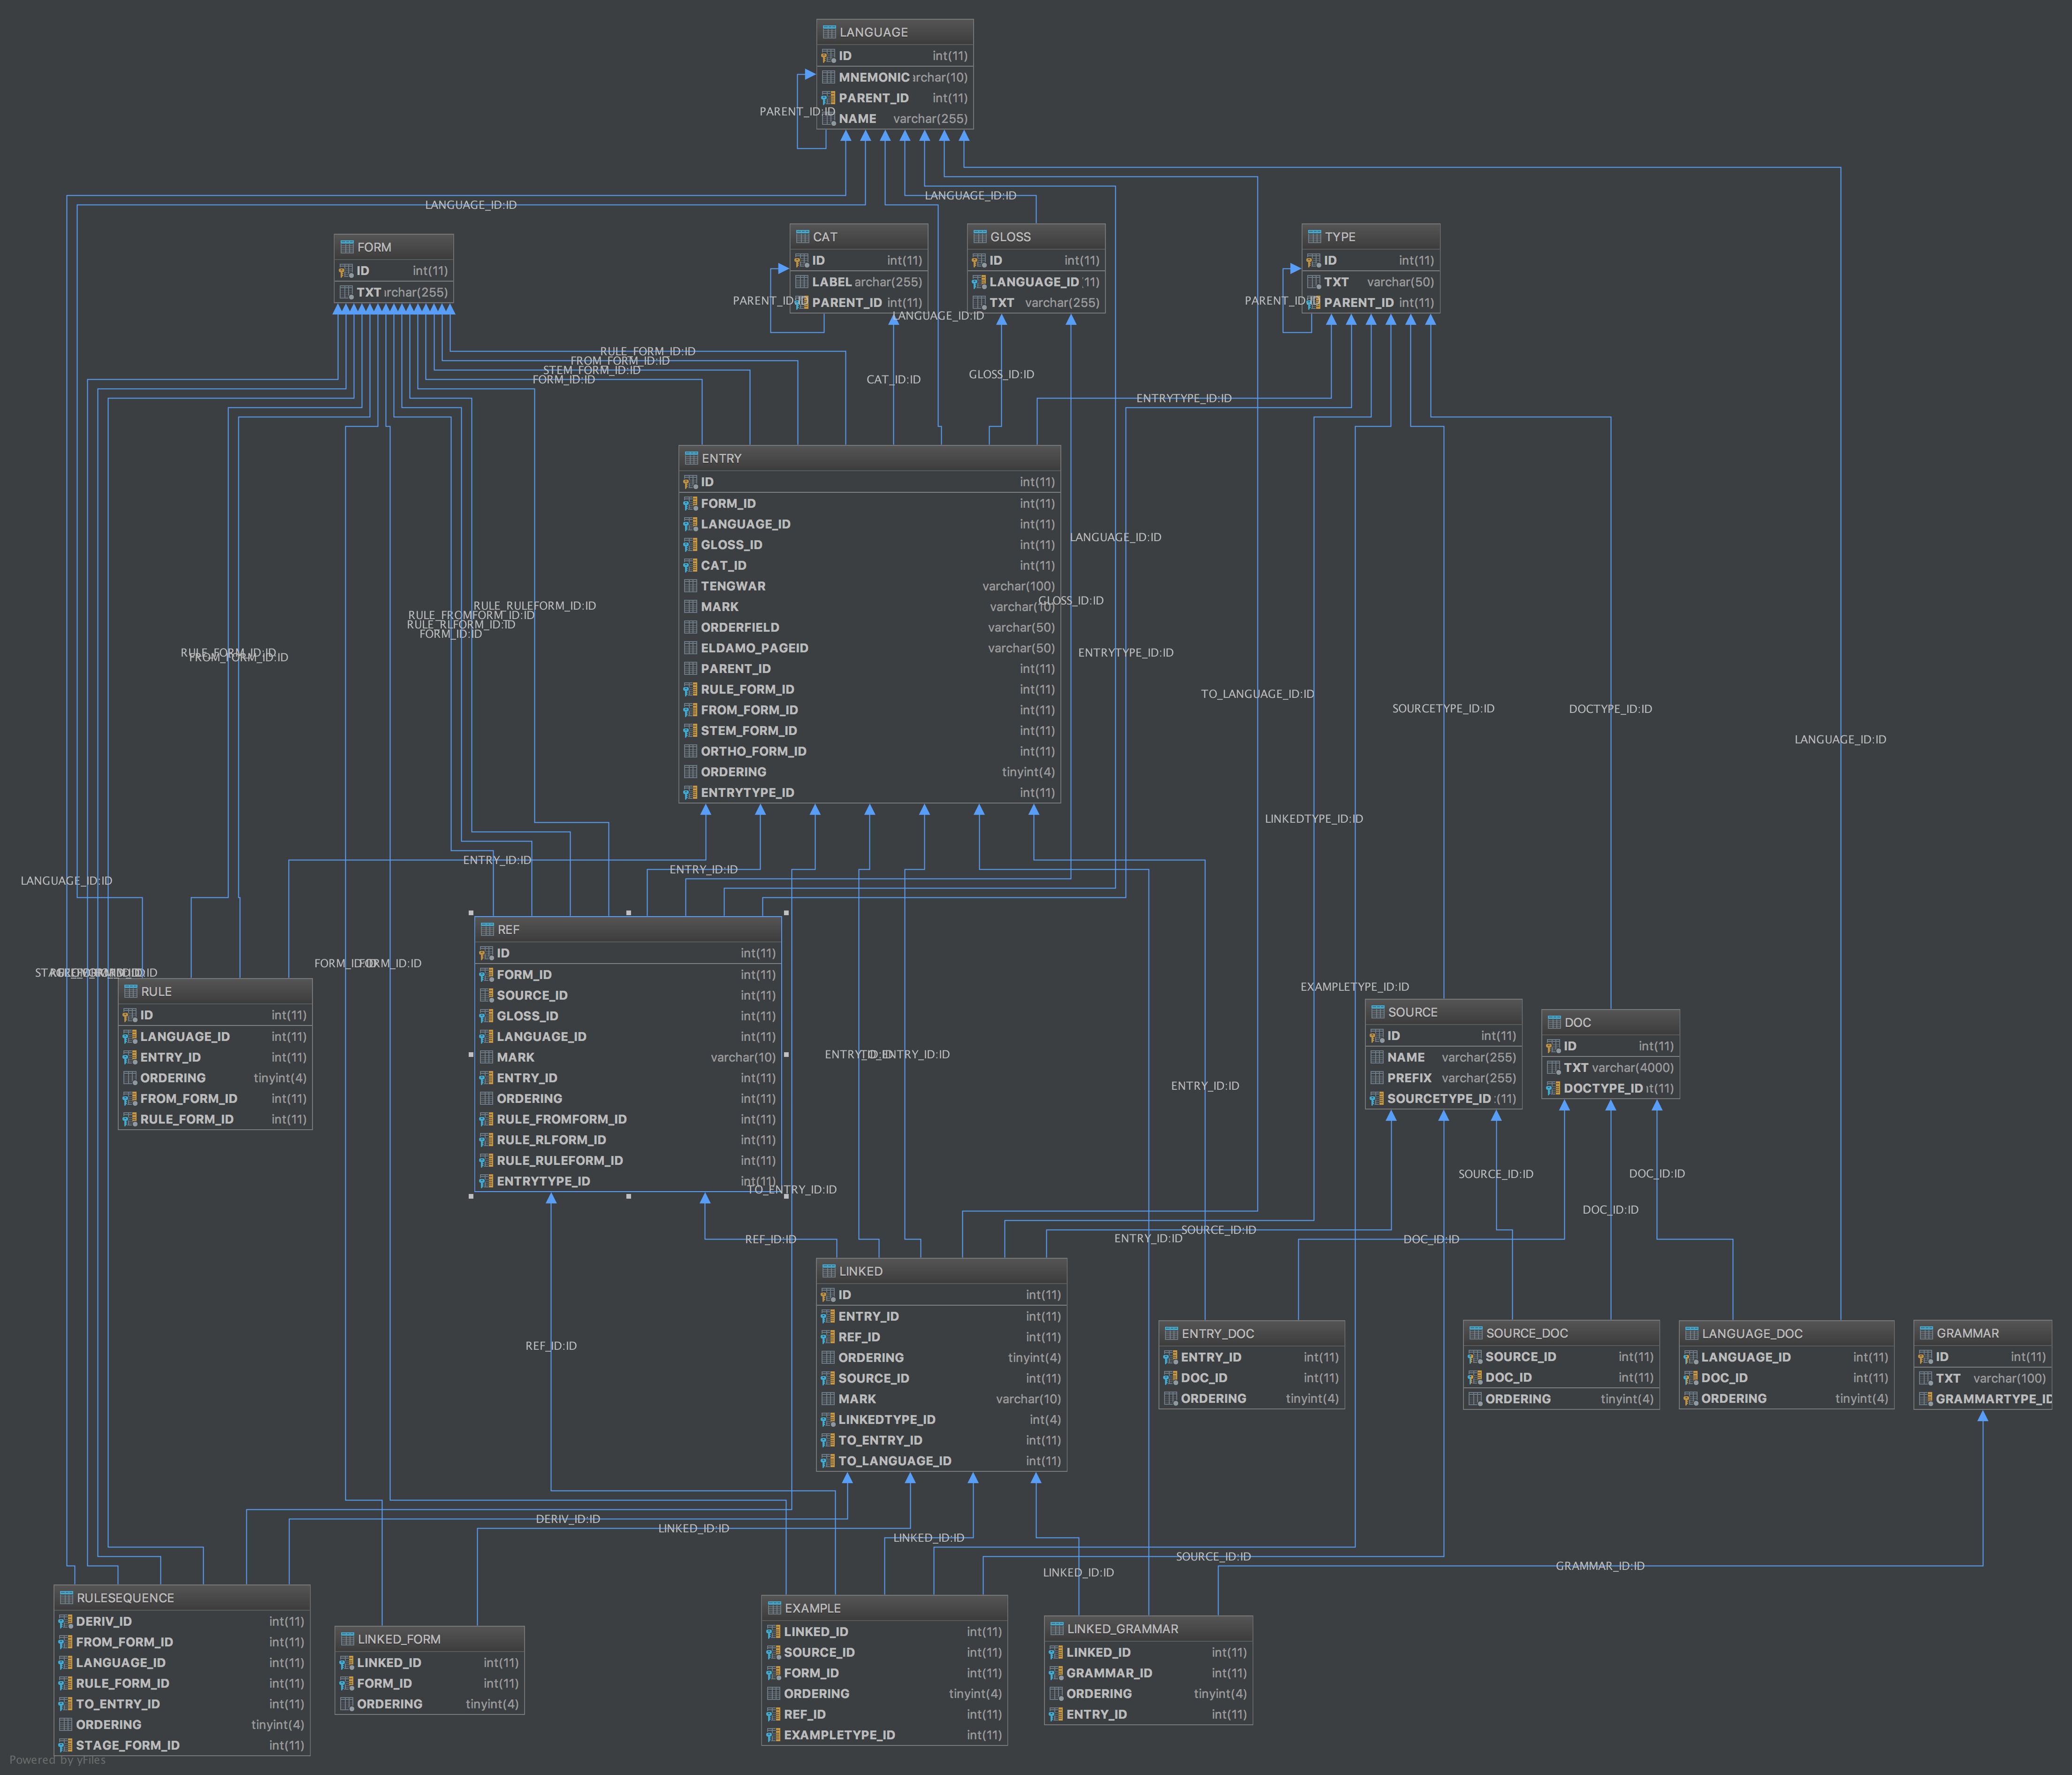 LANGUAGE
ID int(11)
MNEMONIC ırchar(10)
PARENT_ID int(11)
NAME varchar(255)
PARENT_ID:ID
LANGUAGE_ID:ID
LANGUAGE_ID:ID
FORM
ID int(11)
TXT ırchar(255)
CAT
ID int(11)
LABEL archar(255)
PARENT_ID int(11)
PARENT_ID:ID
GLOSS
ID int(11)
LANGUAGE_ID 11)
TXT varchar(255)
TYPE
ID int(11)
TXT varchar(50)
PARENT_ID int(11)
PARENT_ID:ID
LANGUAGE_ID:ID
RULE_FORM_ID:ID
FROM_FORM_ID:ID
STEM_FORM_ID:ID
FORM_ID:ID
CAT_ID:ID
GLOSS_ID:ID
ENTRYTYPE_ID:ID
ENTRY
ID int(11)
FORM_ID int(11)
LANGUAGE_ID int(11)
GLOSS_ID int(11)
CAT_ID int(11)
TENGWAR varchar(100)
MARK varchar(10)
ORDERFIELD varchar(50)
ELDAMO_PAGEID varchar(50)
PARENT_ID int(11)
RULE_FORM_ID int(11)
FROM_FORM_ID int(11)
STEM_FORM_ID int(11)
ORTHO_FORM_ID int(11)
ORDERING tinyint(4)
ENTRYTYPE_ID int(11)
LANGUAGE_ID:ID
GLOSS_ID:ID
ENTRYTYPE_ID:ID
RULE_RULEFORM_ID:ID
RULE_FROMFORM_ID:ID
RULE_RLFORM_ID:ID
FORM_ID:ID
RULE_FORM_ID:ID
FROM_FORM_ID:ID
TO_LANGUAGE_ID:ID
SOURCETYPE_ID:ID
DOCTYPE_ID:ID
LANGUAGE_ID:ID
LINKEDTYPE_ID:ID
ENTRY_ID:ID
ENTRY_ID:ID
LANGUAGE_ID:ID
FORM_ID:ID
FORM_ID:ID
RULE
ID int(11)
LANGUAGE_ID int(11)
ENTRY_ID int(11)
ORDERING tinyint(4)
FROM_FORM_ID int(11)
RULE_FORM_ID int(11)
REF
ID int(11)
FORM_ID int(11)
SOURCE_ID int(11)
GLOSS_ID int(11)
LANGUAGE_ID int(11)
MARK varchar(10)
ENTRY_ID int(11)
ORDERING int(11)
RULE_FROMFORM_ID int(11)
RULE_RLFORM_ID int(11)
RULE_RULEFORM_ID int(11)
ENTRYTYPE_ID int(11)
TO_ENTRY_ID:ID
ENTRY_ID:ID
ENTRY_ID:ID
EXAMPLETYPE_ID:ID
SOURCE
ID int(11)
NAME varchar(255)
PREFIX varchar(255)
SOURCETYPE_ID (11)
DOC
ID int(11)
TXT varchar(4000)
DOCTYPE_ID ıt(11)
ENTRY_ID:ID
SOURCE_ID:ID
DOC_ID:ID
DOC_ID:ID
REF_ID:ID
SOURCE_ID:ID
ENTRY_ID:ID
DOC_ID:ID
LINKED
ID int(11)
ENTRY_ID int(11)
REF_ID int(11)
ORDERING tinyint(4)
SOURCE_ID int(11)
MARK varchar(10)
LINKEDTYPE_ID int(4)
TO_ENTRY_ID int(11)
TO_LANGUAGE_ID int(11)
ENTRY_DOC
ENTRY_ID int(11)
DOC_ID int(11)
ORDERING tinyint(4)
SOURCE_DOC
SOURCE_ID int(11)
DOC_ID int(11)
ORDERING tinyint(4)
LANGUAGE_DOC
LANGUAGE_ID int(11)
DOC_ID int(11)
ORDERING tinyint(4)
GRAMMAR
ID int(11)
TXT varchar(100)
GRAMMARTYPE_ID
REF_ID:ID
DERIV_ID:ID
LINKED_ID:ID
LINKED_ID:ID
SOURCE_ID:ID
LINKED_ID:ID
GRAMMAR_ID:ID
RULESEQUENCE
DERIV_ID int(11)
FROM_FORM_ID int(11)
LANGUAGE_ID int(11)
RULE_FORM_ID int(11)
TO_ENTRY_ID int(11)
ORDERING tinyint(4)
STAGE_FORM_ID int(11)
LINKED_FORM
LINKED_ID int(11)
FORM_ID int(11)
ORDERING tinyint(4)
EXAMPLE
LINKED_ID int(11)
SOURCE_ID int(11)
FORM_ID int(11)
ORDERING tinyint(4)
REF_ID int(11)
EXAMPLETYPE_ID int(11)
LINKED_GRAMMAR
LINKED_ID int(11)
GRAMMAR_ID int(11)
ORDERING tinyint(4)
ENTRY_ID int(11)
Powered by yFiles